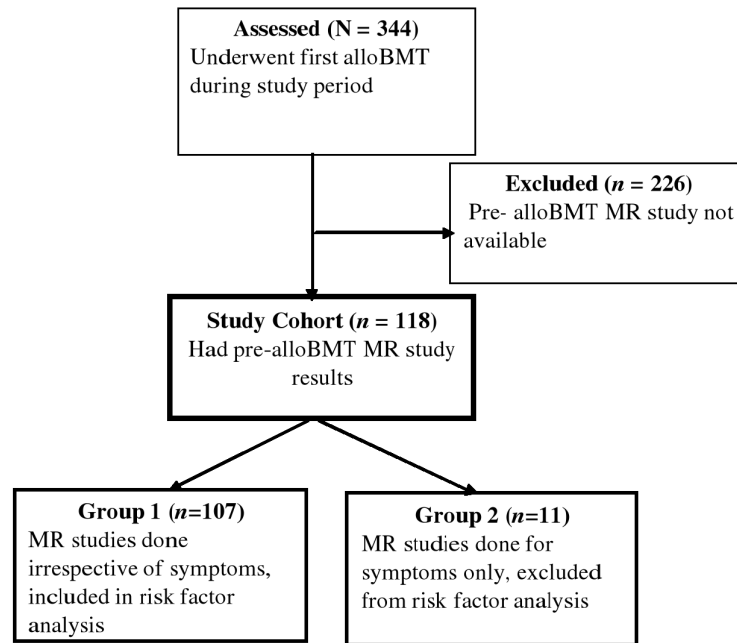 Assessed (N = 344)
Underwent first alloBMT
during study period
Excluded (n = 226)
Pre- alloBMT MR study not
available
Study Cohort (n = 118)
Had pre-alloBMT MR study
results
Group 1 (n=107)
MR studies done
irrespective of symptoms,
included in risk factor
analysis
Group 2 (n=11)
MR studies done for
symptoms only, excluded
from risk factor analysis